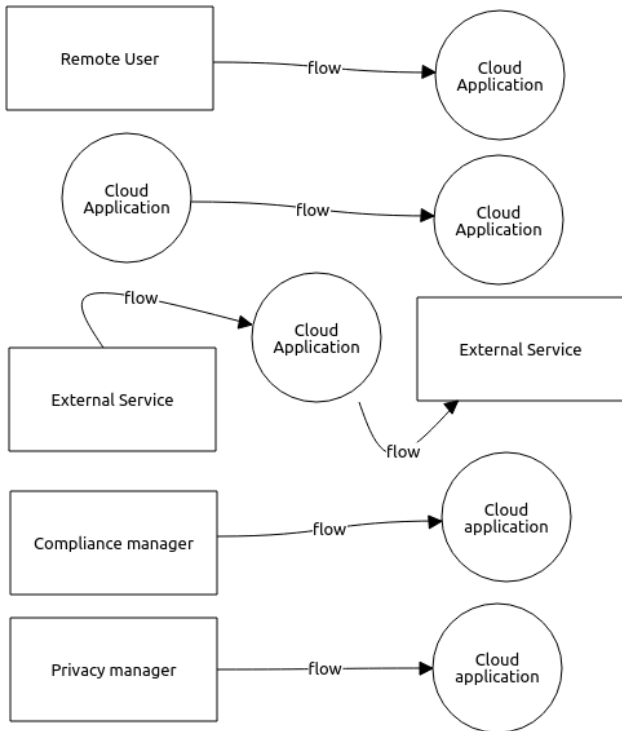 Remote User
flow
Cloud
Application
Cloud
Application
flow
Cloud
Application
External Service
flow
Cloud
Application
flow
External Service
Compliance manager
flow
Cloud
application
Privacy manager
flow
Cloud
application